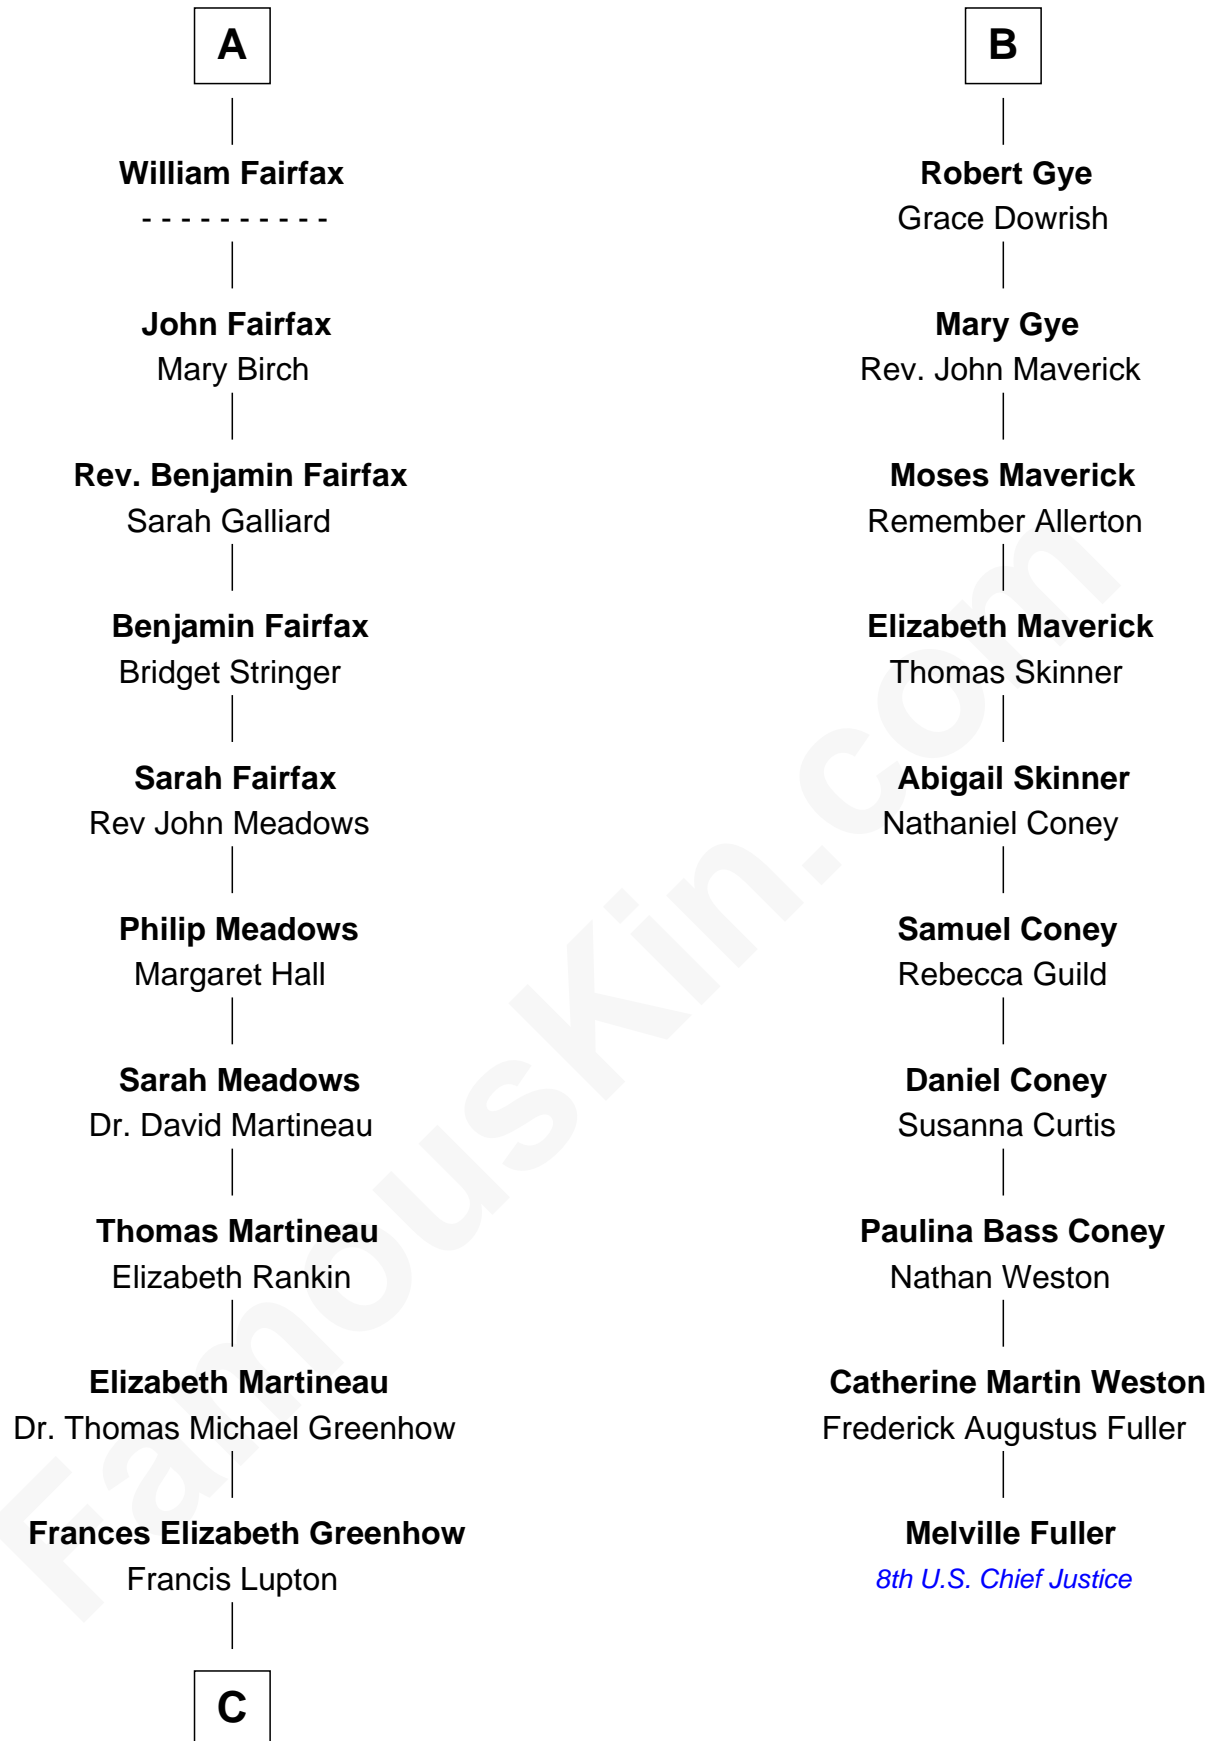 A
William Fairfax
- - - - - - - - - -
John Fairfax
Mary Birch
Rev. Benjamin Fairfax
Sarah Galliard
Benjamin Fairfax
Bridget Stringer
Sarah Fairfax
Rev John Meadows
Philip Meadows
Margaret Hall
Sarah Meadows
Dr. David Martineau
Thomas Martineau
Elizabeth Rankin
Elizabeth Martineau
Dr. Thomas Michael Greenhow
Frances Elizabeth Greenhow
Francis Lupton
C
B
Robert Gye
Grace Dowrish
Mary Gye
Rev. John Maverick
Moses Maverick
Remember Allerton
Elizabeth Maverick
Thomas Skinner
Abigail Skinner
Nathaniel Coney
Samuel Coney
Rebecca Guild
Daniel Coney
Susanna Curtis
Paulina Bass Coney
Nathan Weston
Catherine Martin Weston
Frederick Augustus Fuller
Melville Fuller
8th U.S. Chief Justice
FamousKin.com